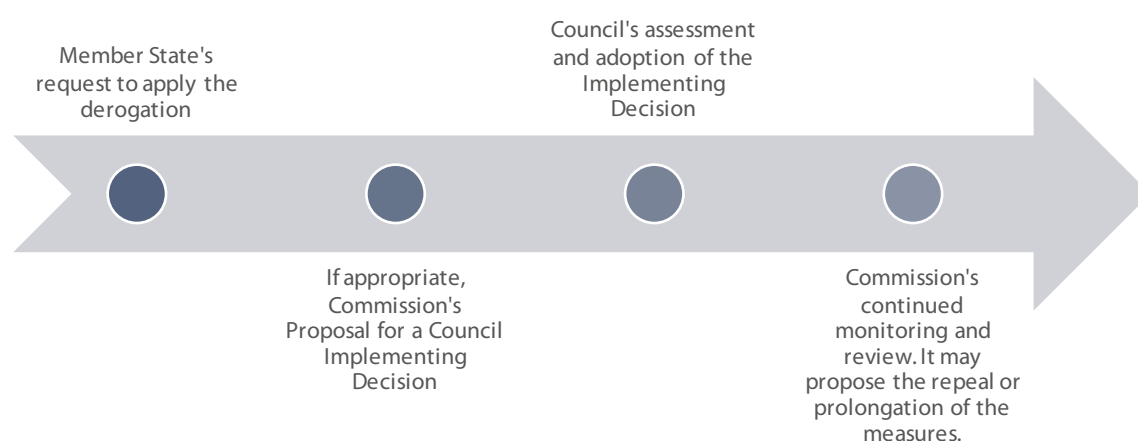 Member State's
request to apply the
derogation
If appropriate,
Commission's
Proposal for a Council
Implementing
Decision
Council's assessment
and adoption of the
Implementing
Decision
Commission's
continued
monitoring and
review. It may
propose the repeal or
prolongation of the
measures.